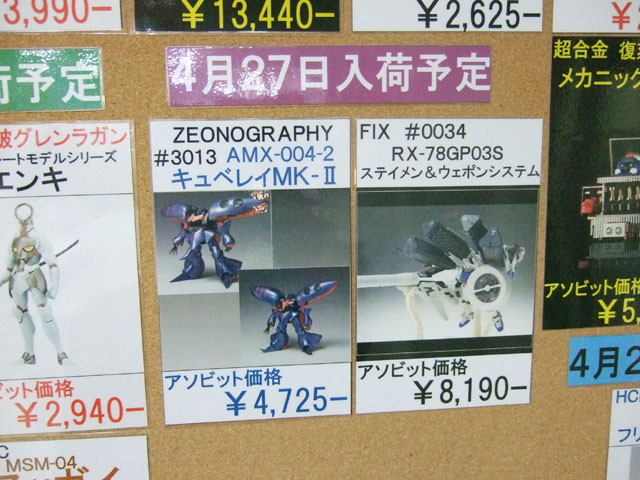 3,990-
¥13,440-
¥2,625-
荷予定
4月27日入荷予定
超合金 復
メカニック
破グレンラガン
ートモデルシリーズ
エンキ
ビット価格
¥2,940-
ZEONOGRAPHY
#3013 AMX-004-2
キュベレイMK-Ⅱ
アソビット価格
¥4,725-
FIX #0034
RX-78GP03S
ステイメン&ウェポンシステム
アソビット価格
¥8,190-
アソビット価格
¥5,
4月2
MSM-04
HC
フリ